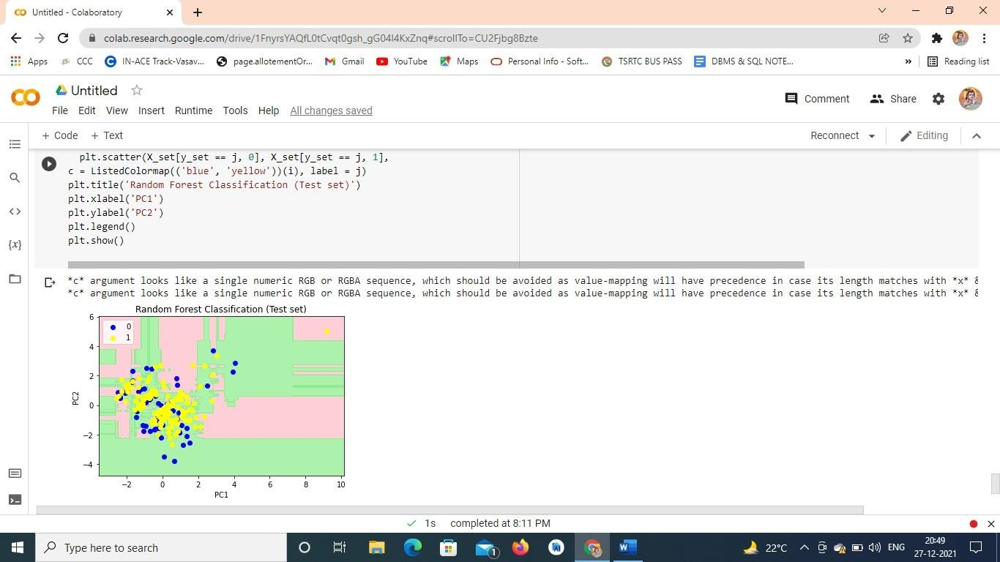 Untitled - Colaboratory
colab.research.google.com/drive/1FnyrsYAQfL0tCvqt0gsh_gG04I4KxZnq#scrollTo=CU2Fjbg8Bzte
Apps CCC IN-ACE Track-Vasav... page.allotementOr... Gmail YouTube Maps Personal Info - Soft... TSRTC BUS PASS DBMS & SQL NOTE... » Reading list
Untitled
Comment Share
File Edit View Insert Runtime Tools Help All changes saved
+ Code + Text Reconnect Editing
plt.scatter(X_set[y_set == j, 0], X_set[y_set == j, 1],
c = ListedColormap(('blue', 'yellow'))(i), label = j)
plt.title('Random Forest Classification (Test set)')
plt.xlabel('PC1')
plt.ylabel('PC2')
plt.legend()
plt.show()
*c* argument looks like a single numeric RGB or RGBA sequence, which should be avoided as value-mapping will have precedence in case its length matches with *x* &
*c* argument looks like a single numeric RGB or RGBA sequence, which should be avoided as value-mapping will have precedence in case its length matches with *x* &
Random Forest Classification (Test set)
6
0
1
4
2
PC2
0
−2
−4
−2 0 2 4 6 8 10
PC1
1s completed at 8:11 PM
Type here to search
1
22°C
ENG
20:49
27-12-2021